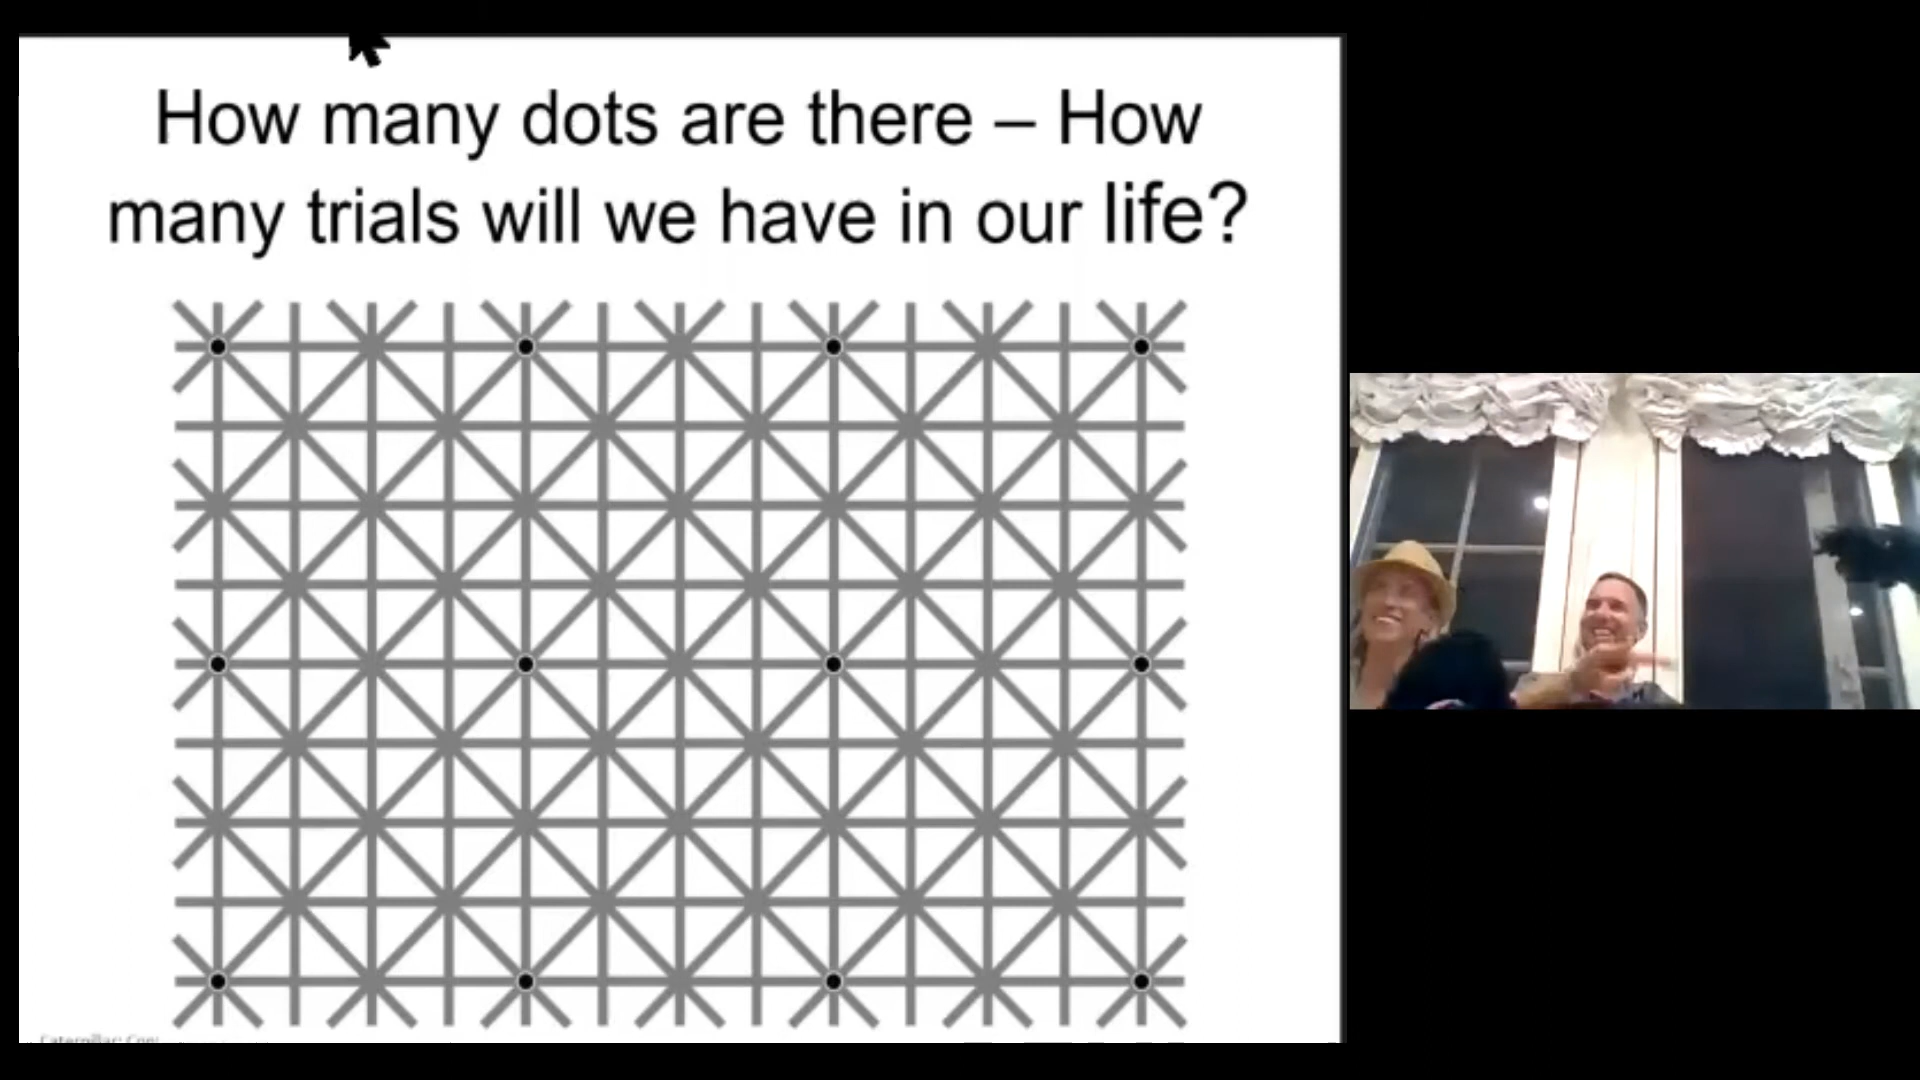 How many dots are there – How
many trials will we have in our life?